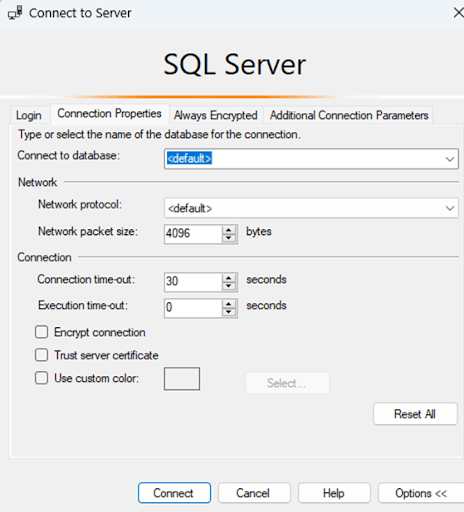 Connect to Server
SQL Server
Login Connection Properties Always Encrypted Additional Connection Parameters
Type or select the name of the database for the connection.
Connect to database: <default>
Network
Network protocol: <default>
Network packet size: 4096 bytes
Connection
Connection time-out: 30 seconds
Execution time-out: 0 seconds
Encrypt connection
Trust server certificate
Use custom color: Select...
Reset All
Connect Cancel Help Options <<